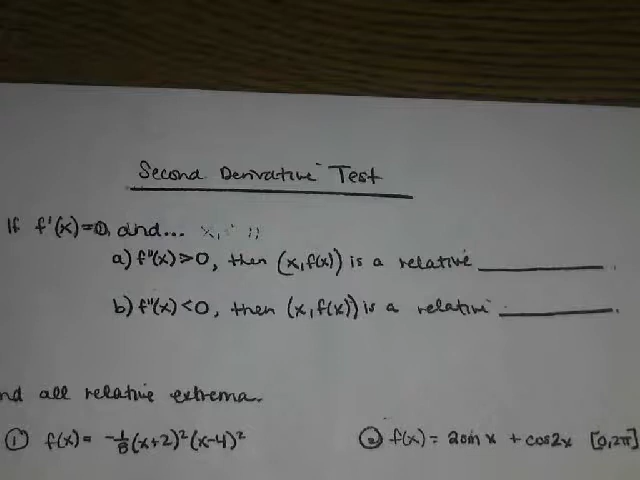 Second Derivative Test
If f'(x)=0, and...
a) f"(x)>0, then (x,f(x)) is a relative ________.
b) f"(x)<0, then (x,f(x)) is a relative ________.
nd all relative extrema.
① f(x)= -1/8(x+2)²(x-4)² ② f(x)= 2sin x + cos2x [0,2π]